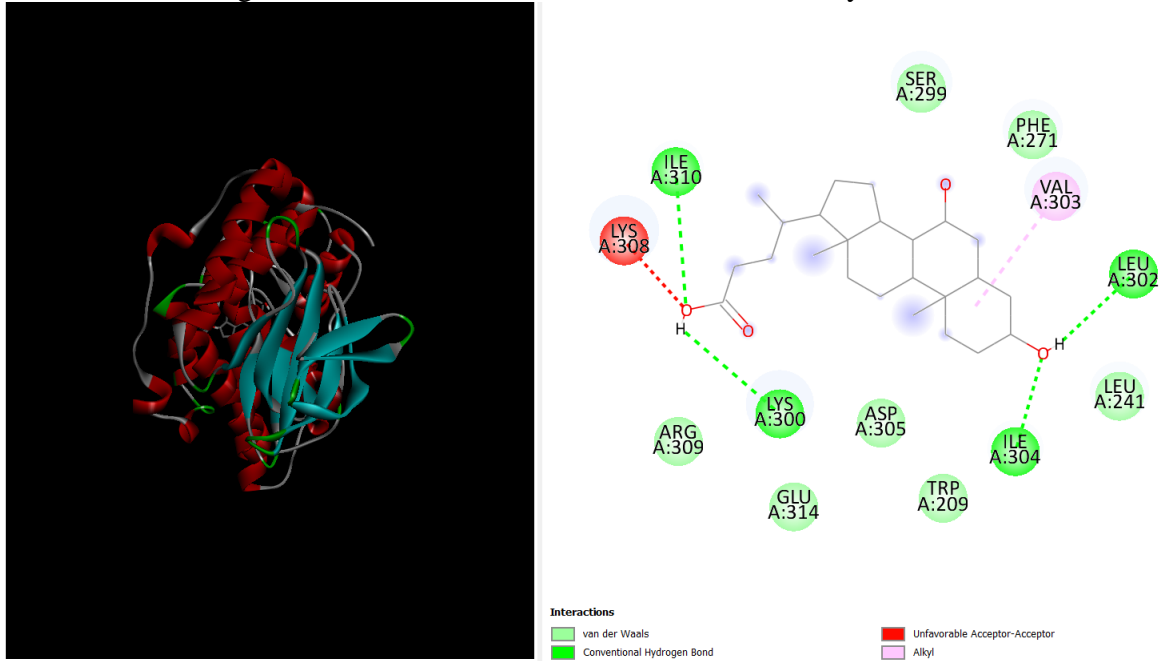 SER
A:299
PHE
A:271
ILE
A:310
VAL
A:303
LYS
A:308
LEU
A:302
O
O
H
O
H
O
LYS
A:300
ASP
A:305
LEU
A:241
ARG
A:309
ILE
A:304
GLU
A:314
TRP
A:209
Interactions
van der Waals
Conventional Hydrogen Bond
Unfavorable Acceptor-Acceptor
Alkyl